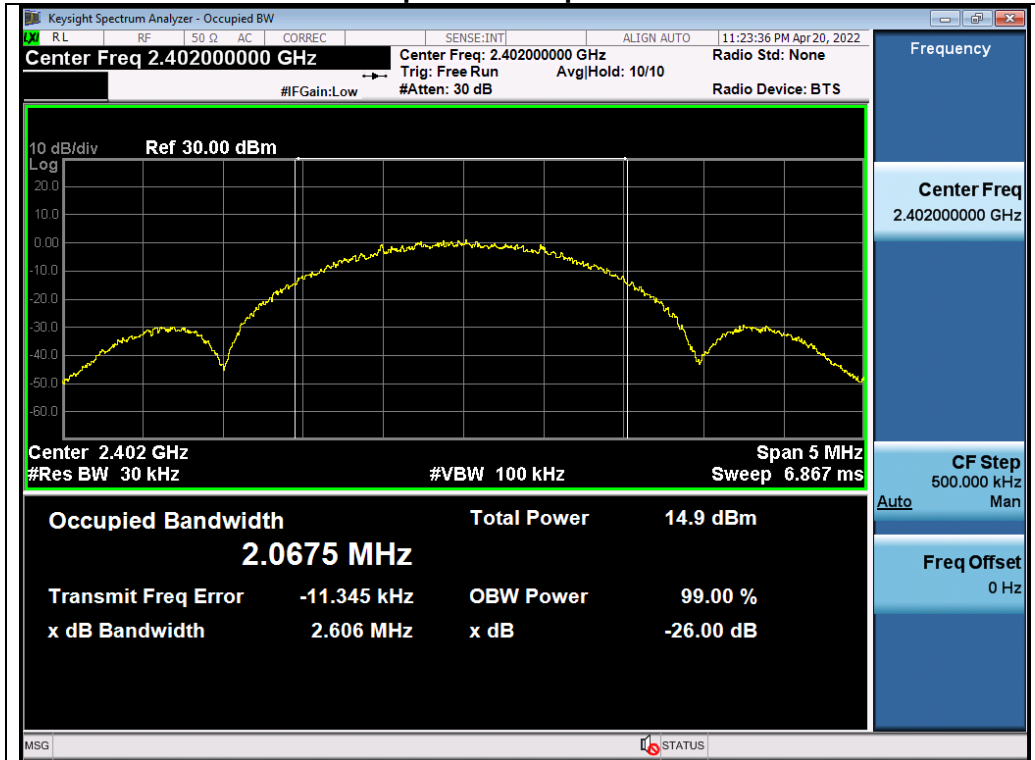 Keysight Spectrum Analyzer - Occupied BW
LXI RL RF 50 Ω AC CORREC SENSE:INT ALIGN AUTO 11:23:36 PM Apr 20, 2022
Center Freq 2.402000000 GHz
Center Freq: 2.402000000 GHz Radio Std: None
Trig: Free Run Avg|Hold: 10/10
#IFGain:Low #Atten: 30 dB Radio Device: BTS
10 dB/div Ref 30.00 dBm
Log
20.0
10.0
0.00
-10.0
-20.0
-30.0
-40.0
-50.0
-60.0
Center 2.402 GHz Span 5 MHz
#Res BW 30 kHz #VBW 100 kHz Sweep 6.867 ms
Occupied Bandwidth Total Power 14.9 dBm
2.0675 MHz
Transmit Freq Error -11.345 kHz OBW Power 99.00 %
x dB Bandwidth 2.606 MHz x dB -26.00 dB
MSG STATUS
Frequency
Center Freq
2.402000000 GHz
CF Step
500.000 kHz
Auto Man
Freq Offset
0 Hz